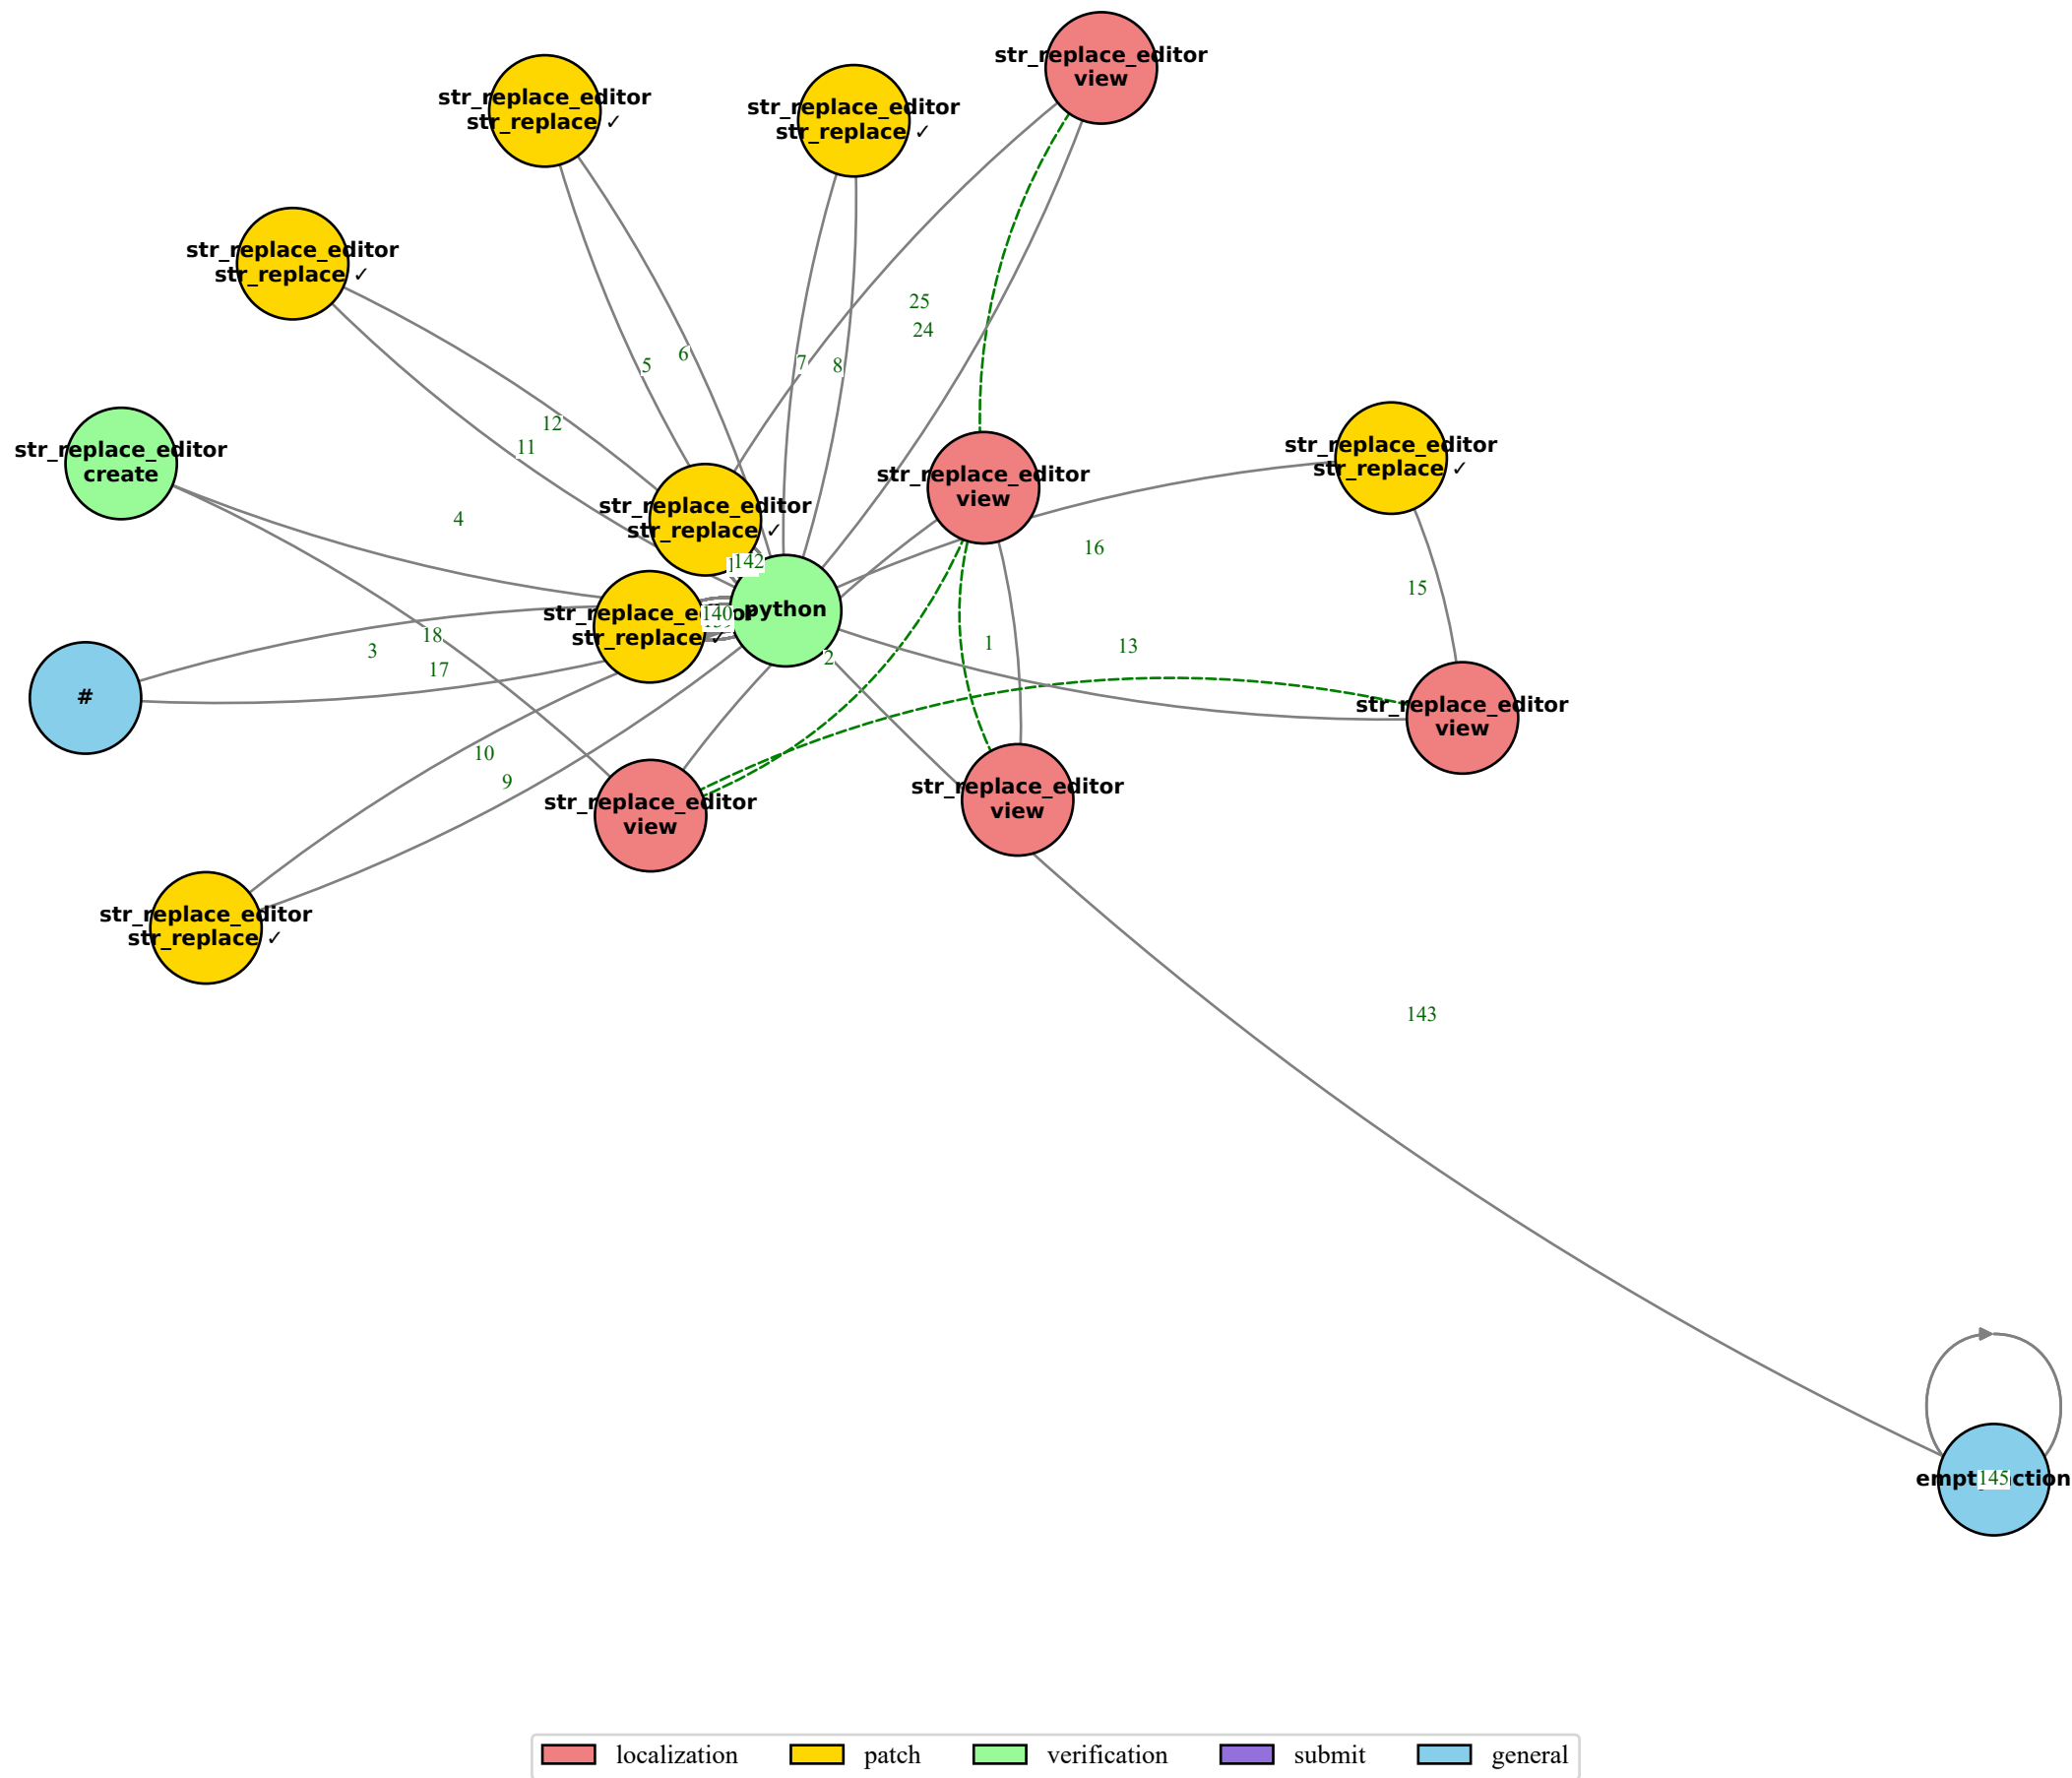 str_replace_editor
view
str_replace_editor
str_replace ✓
str_replace_editor
str_replace ✓
str_replace_editor
str_replace ✓
25
24
5
6
7
8
12
11
str_replace_editor
create
str_replace_editor
view
str_replace_editor
str_replace ✓
str_replace_editor
str_replace ✓
4
142
16
15
python
str_replace
str_replace ✓
140
18
3
17
2
1
13
#
str_replace_editor
view
10
9
str_replace_editor
view
str_replace_editor
view
str_replace_editor
str_replace ✓
143
145
localization
patch
verification
submit
general